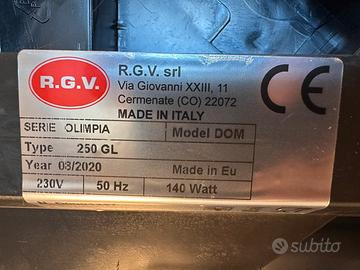 R.G.V.
R.G.V. srl
Via Giovanni XXIII, 11
Cermenate (CO) 22072
MADE IN ITALY
CE
SERIE OLIMPIA Model DOM
Type 250 GL
Year 03/2020 Made in Eu
230V 50 Hz 140 Watt
subito